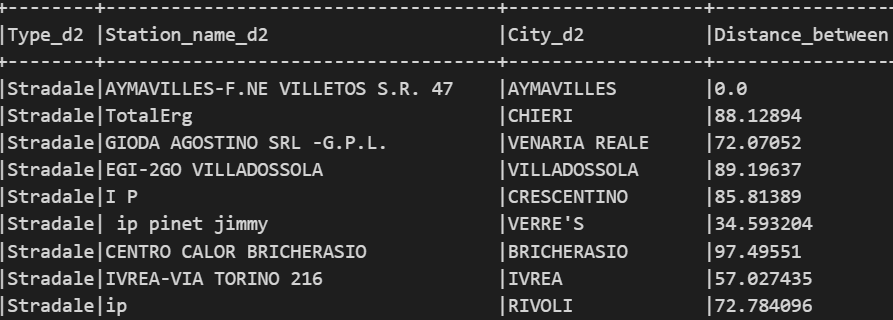 +--------+-----------------------------------+------------------+----------------
|Type_d2 |Station_name_d2                    |City_d2           |Distance_between
+--------+-----------------------------------+------------------+----------------
|Stradale|AYMAVILLES-F.NE VILLETOS S.R. 47   |AYMAVILLES        |0.0
|Stradale|TotalErg                           |CHIERI            |88.12894
|Stradale|GIODA AGOSTINO SRL -G.P.L.         |VENARIA REALE     |72.07052
|Stradale|EGI-2GO VILLADOSSOLA               |VILLADOSSOLA      |89.19637
|Stradale|I P                                |CRESCENTINO       |85.81389
|Stradale| ip pinet jimmy                    |VERRE'S           |34.593204
|Stradale|CENTRO CALOR BRICHERASIO           |BRICHERASIO       |97.49551
|Stradale|IVREA-VIA TORINO 216               |IVREA             |57.027435
|Stradale|ip                                 |RIVOLI            |72.784096